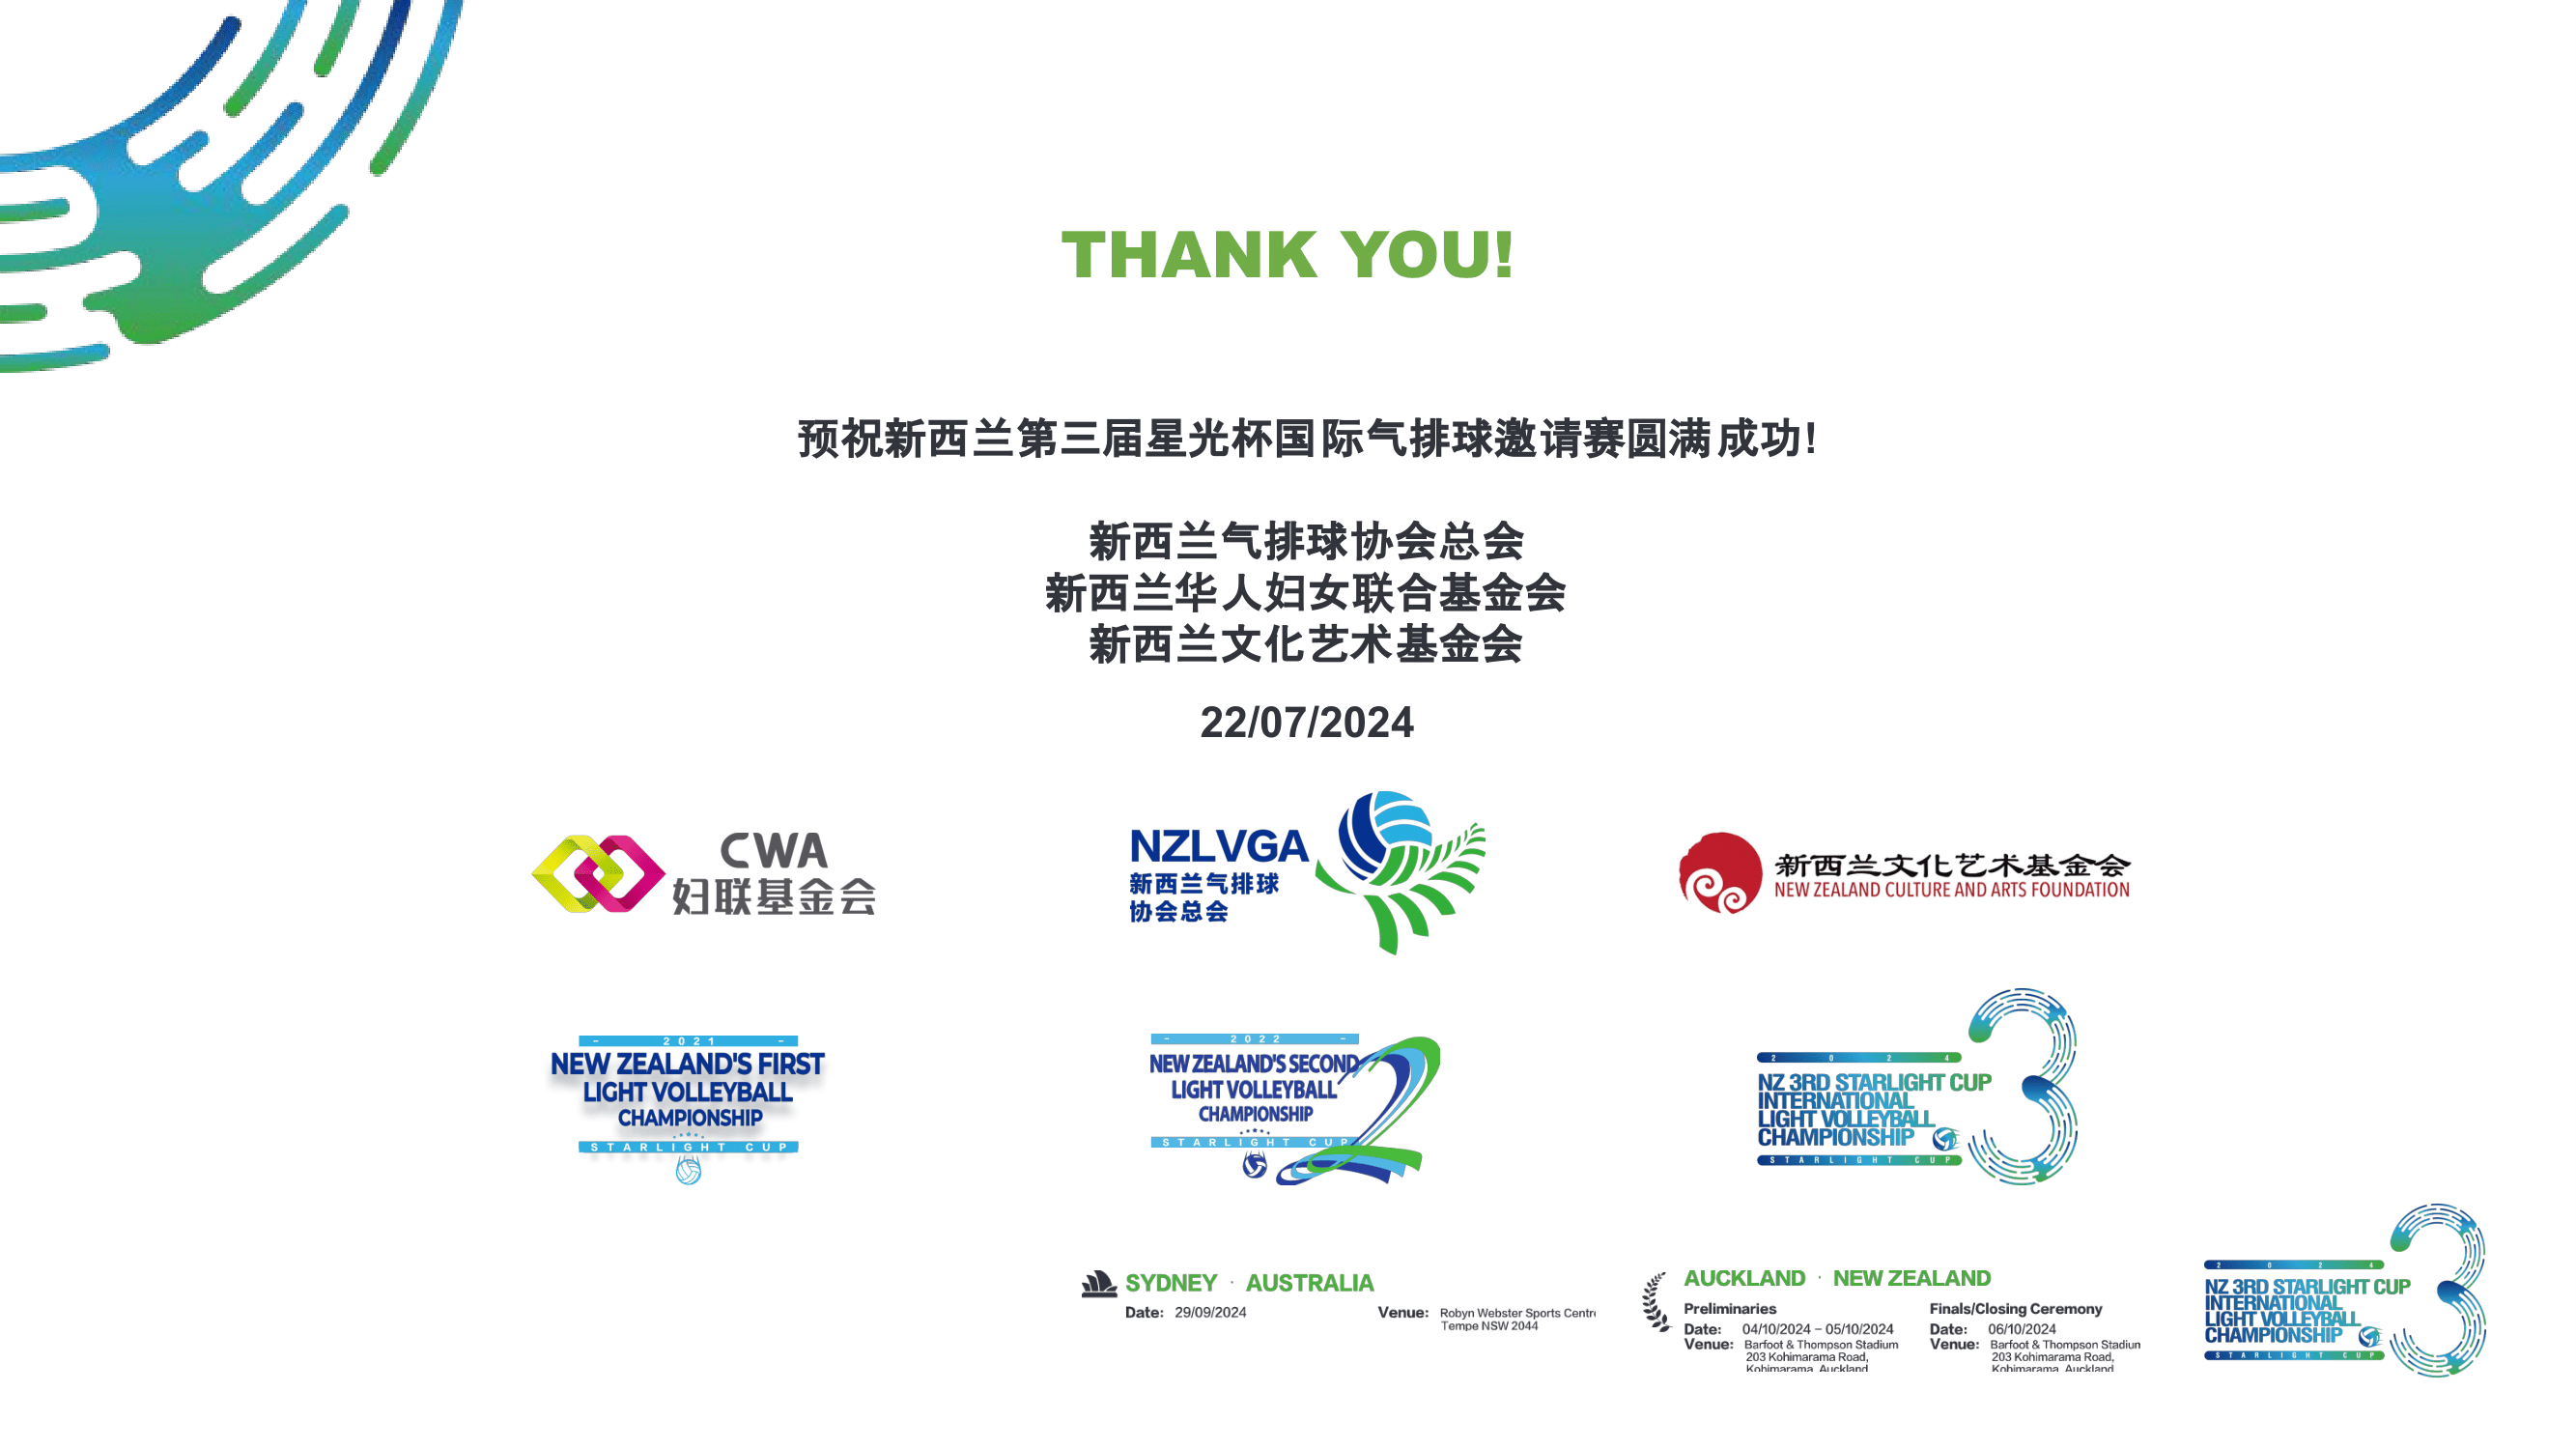 THANK YOU!
预祝新西兰第三届星光杯国际气排球邀请赛圆满成功!
新西兰气排球协会总会
新西兰华人妇女联合基金会
新西兰文化艺术基金会
22/07/2024
CWA
妇联基金会
NZLVGA
新西兰气排球
协会总会
新西兰文化艺术基金会
NEW ZEALAND CULTURE AND ARTS FOUNDATION
- 2021 -
NEW ZEALAND'S FIRST
LIGHT VOLLEYBALL
CHAMPIONSHIP
STARLIGHT CUP
- 2022 -
NEW ZEALAND'S SECOND
LIGHT VOLLEYBALL
CHAMPIONSHIP
STARLIGHT CUP
2024
NZ 3RD STARLIGHT CUP
INTERNATIONAL
LIGHT VOLLEYBALL
CHAMPIONSHIP
STARLIGHT CUP
3
SYDNEY · AUSTRALIA
Date: 29/09/2024
Venue: Robyn Webster Sports Centr
Tempe NSW 2044
AUCKLAND · NEW ZEALAND
Preliminaries
Date: 04/10/2024 - 05/10/2024
Venue: Barfoot & Thompson Stadium
203 Kohimarama Road,
Kohimarama, Auckland
Finals/Closing Ceremony
Date: 06/10/2024
Venue: Barfoot & Thompson Stadiun
203 Kohimarama Road,
Kohimarama, Auckland
2024
NZ 3RD STARLIGHT CUP
INTERNATIONAL
LIGHT VOLLEYBALL
CHAMPIONSHIP
STARLIGHT CUP
3